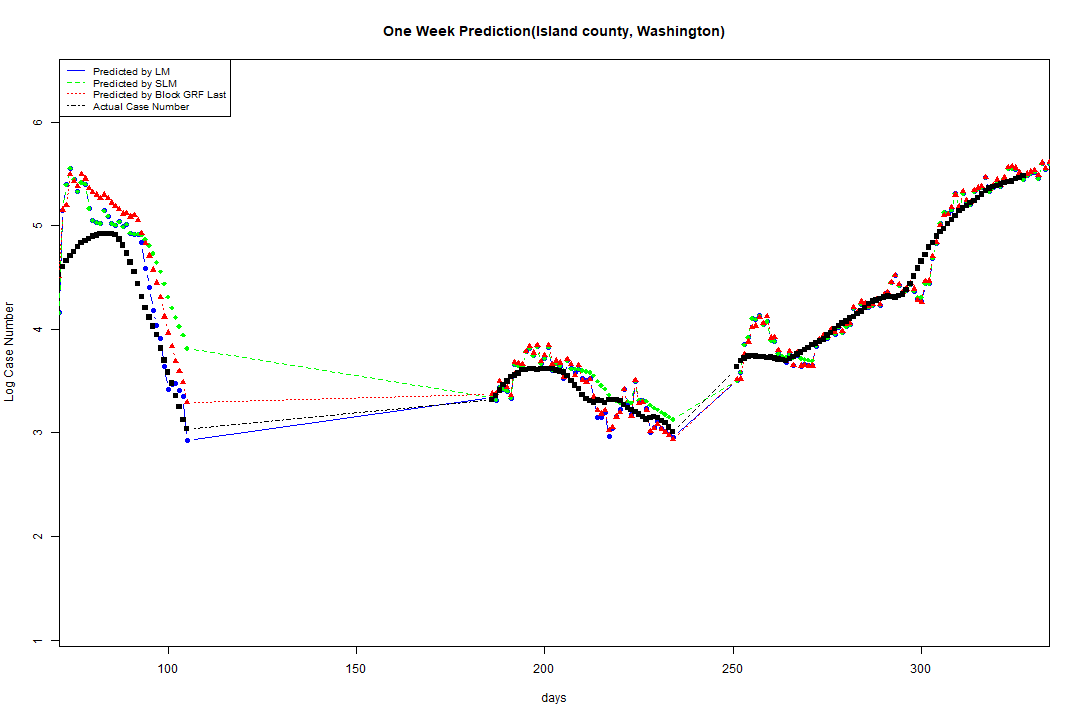 One Week Prediction(Island county, Washington)
Predicted by LM
Predicted by SLM
Predicted by Block GRF Last
Actual Case Number
6
5
4
3
2
1
Log Case Number
100 150 200 250 300
days